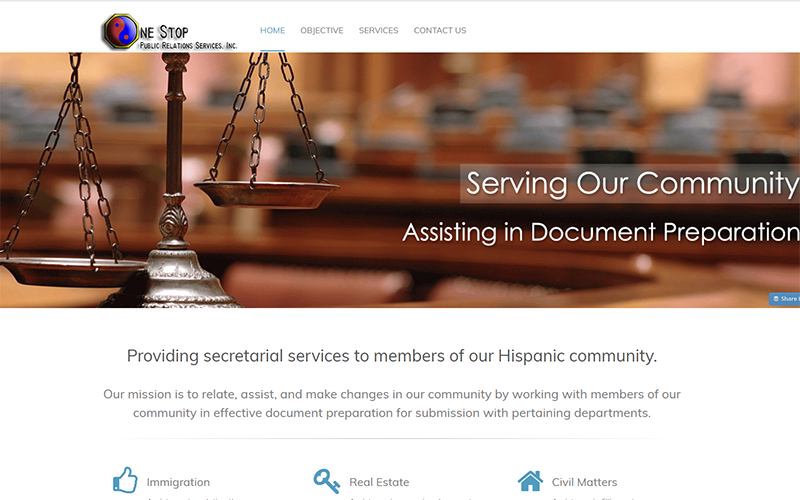 One Stop
Public Relations Services, Inc.
HOME OBJECTIVE SERVICES CONTACT US
Serving Our Community
Assisting in Document Preparation
Share
Providing secretarial services to members of our Hispanic community.
Our mission is to relate, assist, and make changes in our community by working with members of our
community in effective document preparation for submission with pertaining departments.
Immigration Real Estate Civil Matters